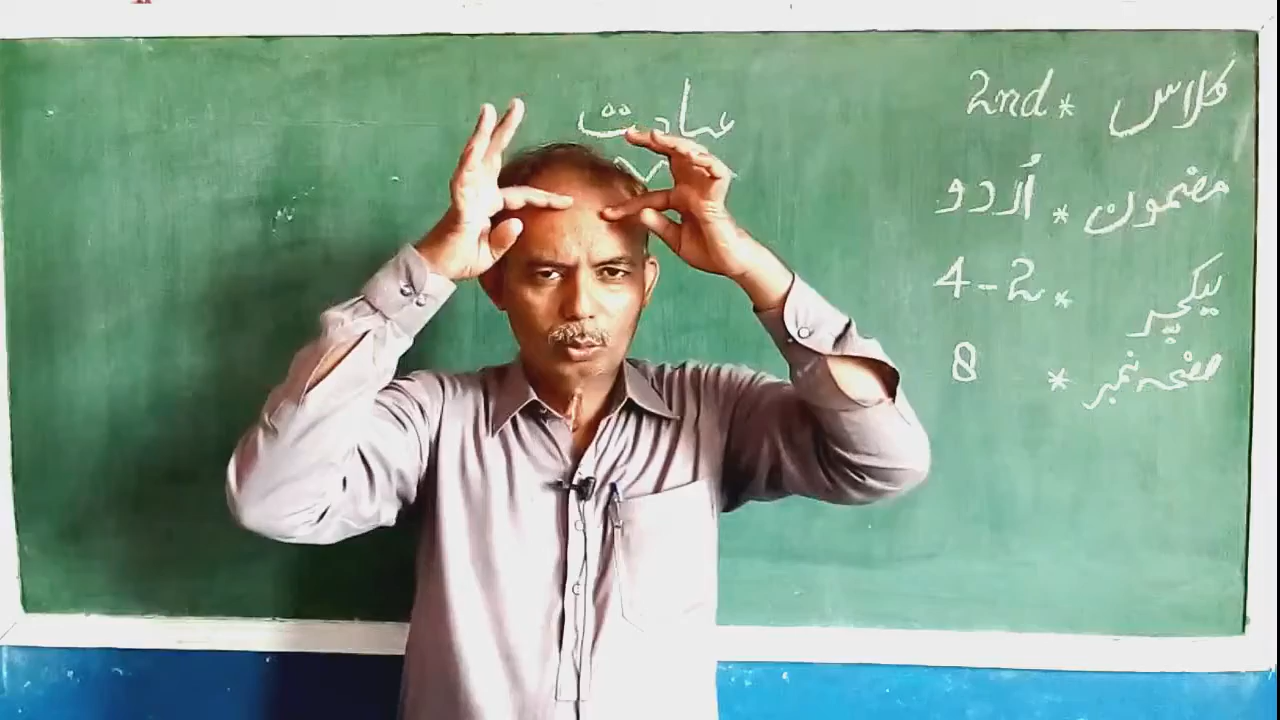 عبادت
کلاس * 2nd
مضمون * اُردو
لیکچر * 2-4
صفحہ نمبر * 8